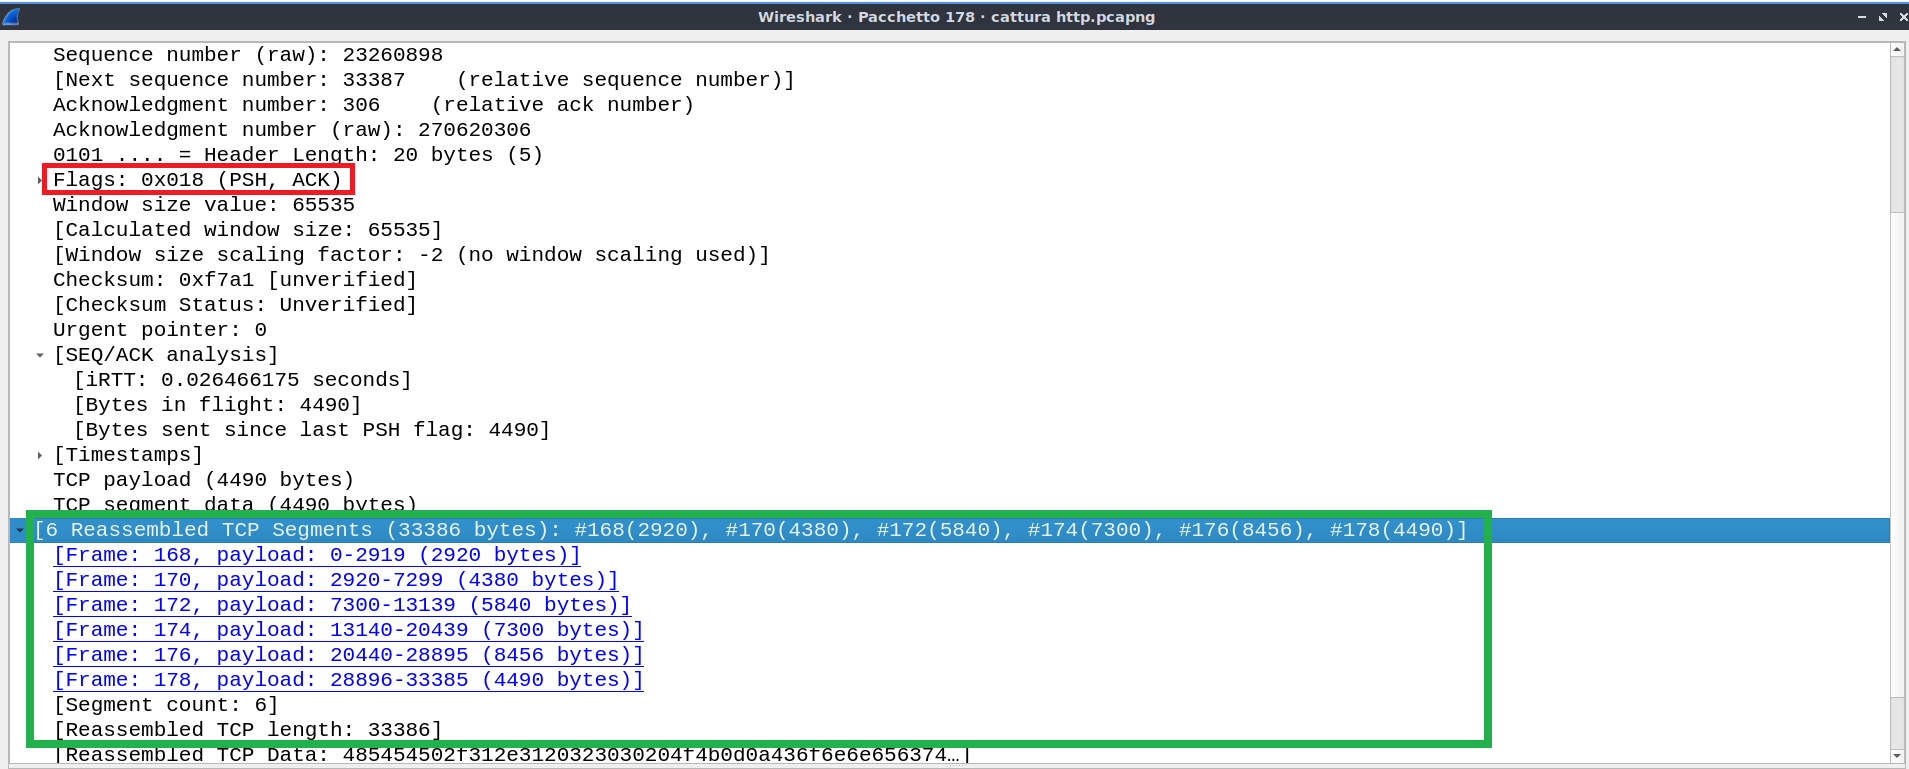 Wireshark · Pacchetto 178 · cattura http.pcapng
Sequence number (raw): 23260898
[Next sequence number: 33387    (relative sequence number)]
Acknowledgment number: 306    (relative ack number)
Acknowledgment number (raw): 270620306
0101 .... = Header Length: 20 bytes (5)
Flags: 0x018 (PSH, ACK)
Window size value: 65535
[Calculated window size: 65535]
[Window size scaling factor: -2 (no window scaling used)]
Checksum: 0xf7a1 [unverified]
[Checksum Status: Unverified]
Urgent pointer: 0
[SEQ/ACK analysis]
[iRTT: 0.026466175 seconds]
[Bytes in flight: 4490]
[Bytes sent since last PSH flag: 4490]
[Timestamps]
TCP payload (4490 bytes)
TCP segment data (4490 bytes)
[6 Reassembled TCP Segments (33386 bytes): #168(2920), #170(4380), #172(5840), #174(7300), #176(8456), #178(4490)]
[Frame: 168, payload: 0-2919 (2920 bytes)]
[Frame: 170, payload: 2920-7299 (4380 bytes)]
[Frame: 172, payload: 7300-13139 (5840 bytes)]
[Frame: 174, payload: 13140-20439 (7300 bytes)]
[Frame: 176, payload: 20440-28895 (8456 bytes)]
[Frame: 178, payload: 28896-33385 (4490 bytes)]
[Segment count: 6]
[Reassembled TCP length: 33386]
[Reassembled TCP Data: 485454502f312e3120323030204f4b0d0a436f6e6e656374…]